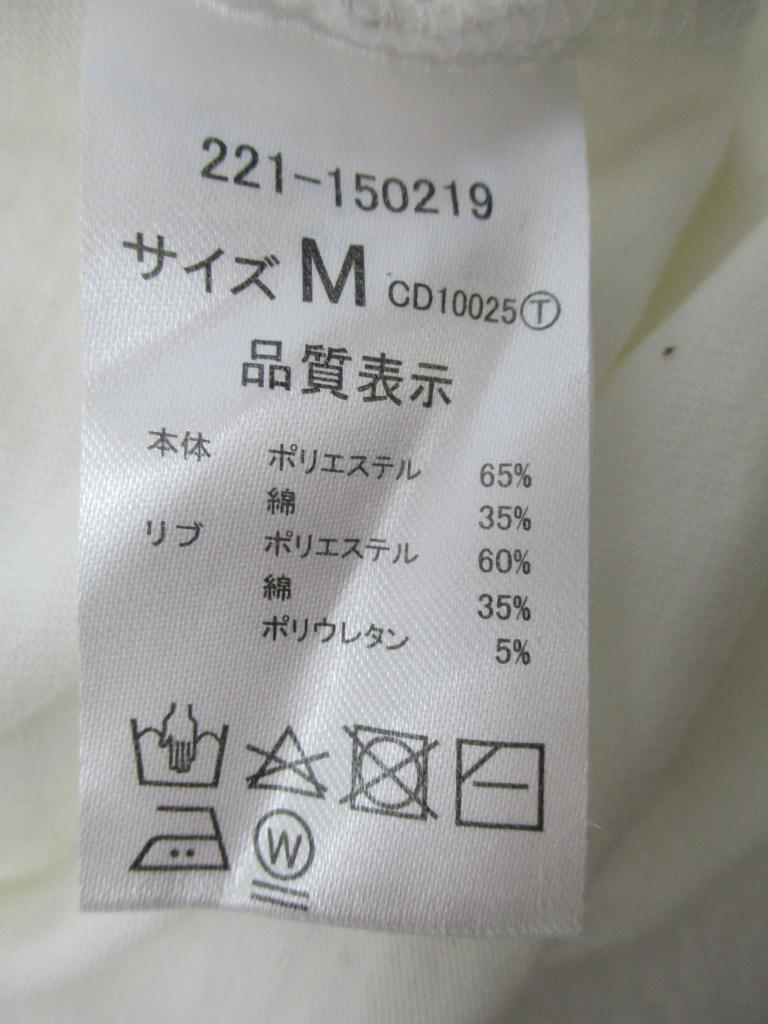 221-150219
サイズ M CD10025Ⓣ
品質表示
本体 ポリエステル 65%
綿 35%
リブ ポリエステル 60%
綿 35%
ポリウレタン 5%
W